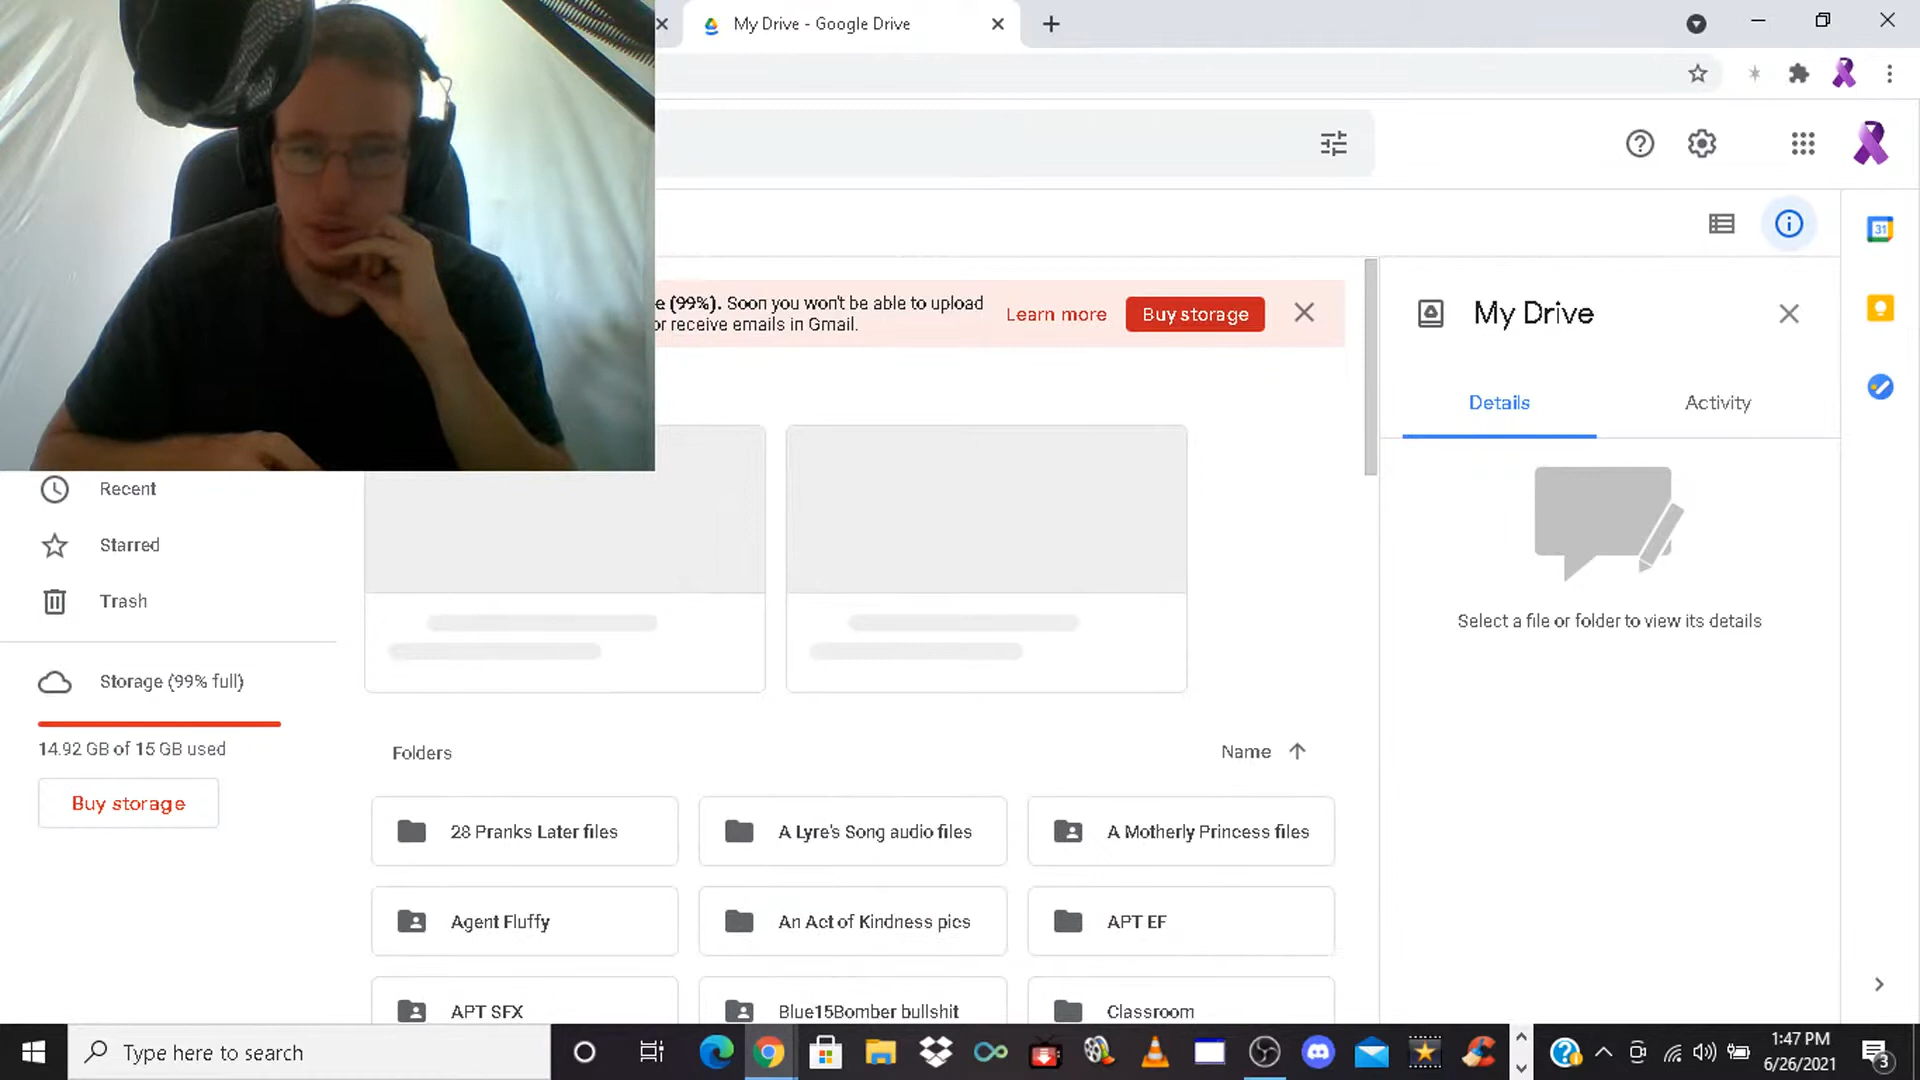 My Drive - Google Drive
e (99%). Soon you won't be able to upload
or receive emails in Gmail.
Learn more
Buy storage
My Drive
Details
Activity
31
Select a file or folder to view its details
Recent
Starred
Trash
Storage (99% full)
14.92 GB of 15 GB used
Buy storage
Folders
Name
28 Pranks Later files
A Lyre's Song audio files
A Motherly Princess files
Agent Fluffy
An Act of Kindness pics
APT EF
APT SFX
Blue15Bomber bullshit
Classroom
Type here to search
1:47 PM
6/26/2021
3